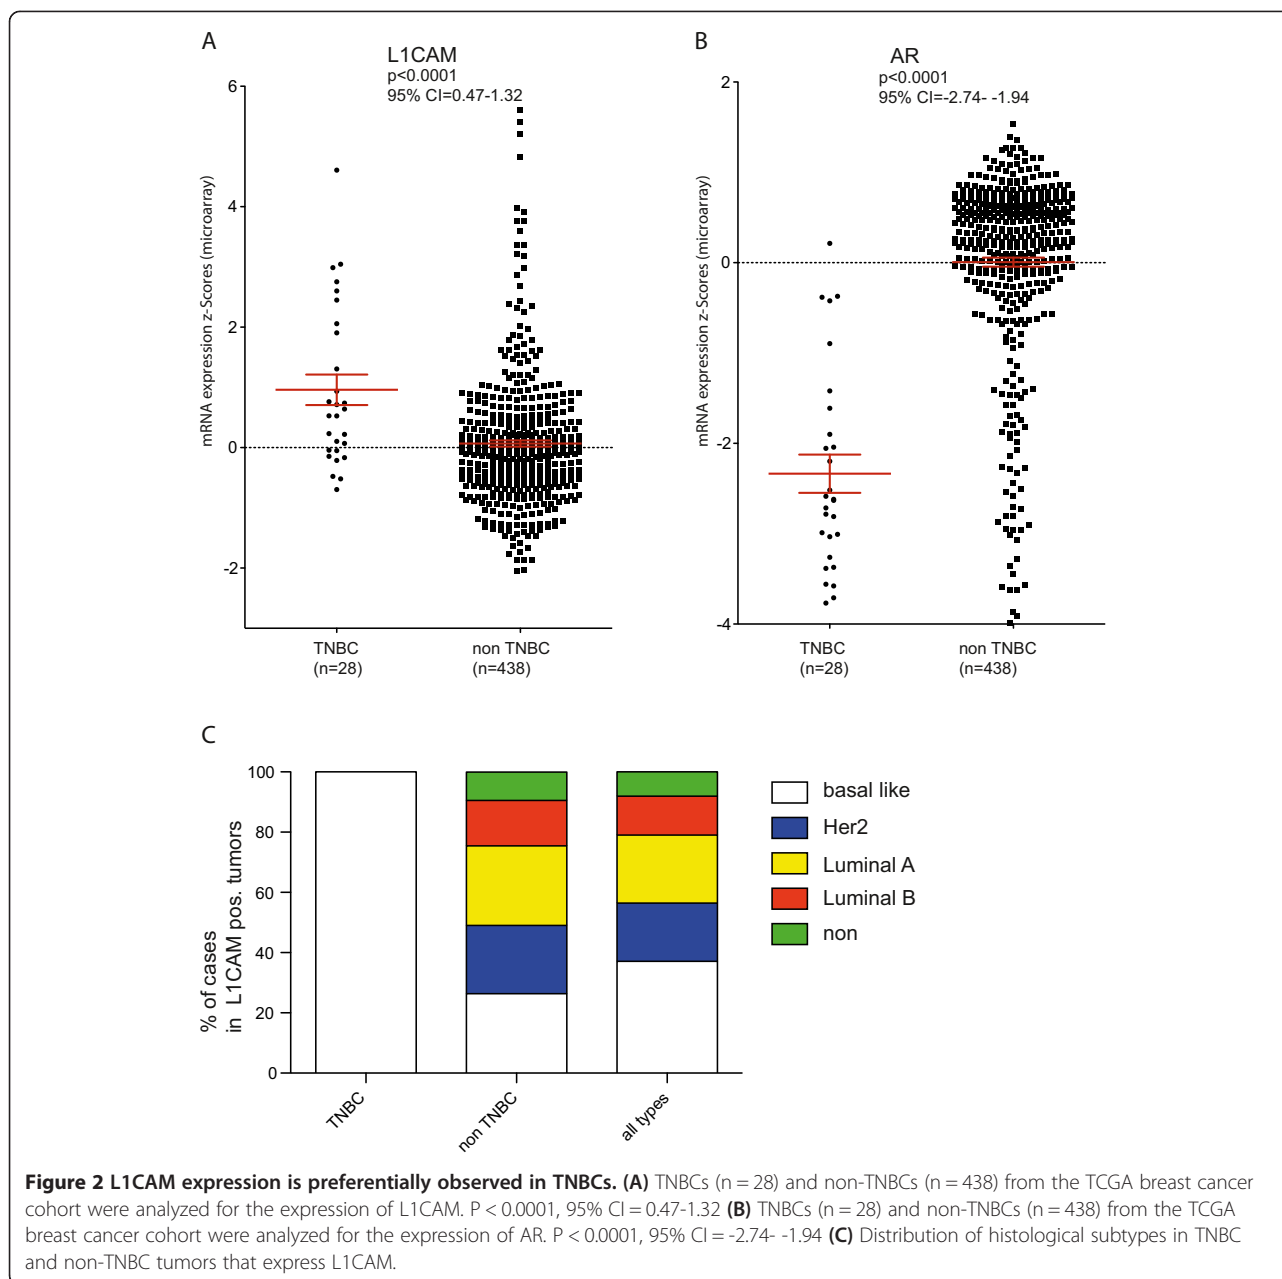 A
L1CAM
p<0.0001
95% CI=0.47-1.32
mRNA expression z-Scores (microarray)
6
4
2
0
-2
TNBC
(n=28)
non TNBC
(n=438)
B
AR
p<0.0001
95% CI=-2.74- -1.94
mRNA expression z-Scores (microarray)
2
0
-2
-4
TNBC
(n=28)
non TNBC
(n=438)
C
% of cases
in L1CAM pos. tumors
100
80
60
40
20
0
TNBC
non TNBC
all types
basal like
Her2
Luminal A
Luminal B
non
Figure 2 L1CAM expression is preferentially observed in TNBCs. (A) TNBCs (n = 28) and non-TNBCs (n = 438) from the TCGA breast cancer
cohort were analyzed for the expression of L1CAM. P < 0.0001, 95% CI = 0.47-1.32 (B) TNBCs (n = 28) and non-TNBCs (n = 438) from the TCGA
breast cancer cohort were analyzed for the expression of AR. P < 0.0001, 95% CI = -2.74- -1.94 (C) Distribution of histological subtypes in TNBC
and non-TNBC tumors that express L1CAM.